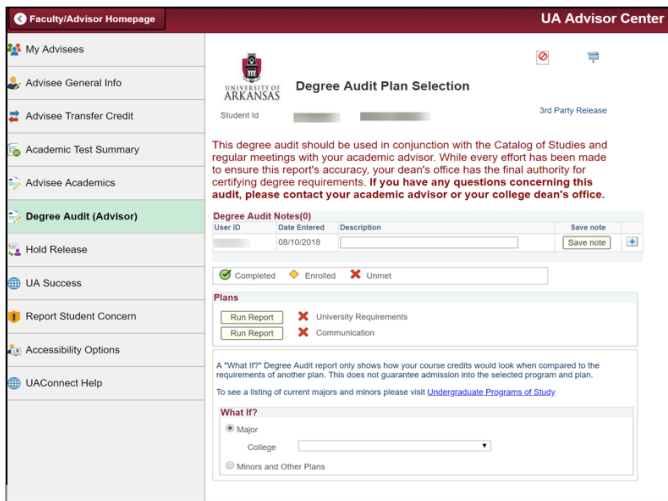 Faculty/Advisor Homepage
UA Advisor Center
My Advisees
Advisee General Info
Advisee Transfer Credit
Academic Test Summary
Advisee Academics
Degree Audit (Advisor)
Hold Release
UA Success
Report Student Concern
Accessibility Options
UAConnect Help
UNIVERSITY OF
ARKANSAS
Degree Audit Plan Selection
Student Id
3rd Party Release
This degree audit should be used in conjunction with the Catalog of Studies and
regular meetings with your academic advisor. While every effort has been made
to ensure this report's accuracy, your dean's office has the final authority for
certifying degree requirements. If you have any questions concerning this
audit, please contact your academic advisor or your college dean's office.
Degree Audit Notes(0)
User ID Date Entered Description Save note
08/10/2018 Save note
Completed Enrolled Unmet
Plans
Run Report University Requirements
Run Report Communication
A "What If?" Degree Audit report only shows how your course credits would look when compared to the
requirements of another plan. This does not guarantee admission into the selected program and plan.
To see a listing of current majors and minors please visit Undergraduate Programs of Study
What If?
Major
College
Minors and Other Plans